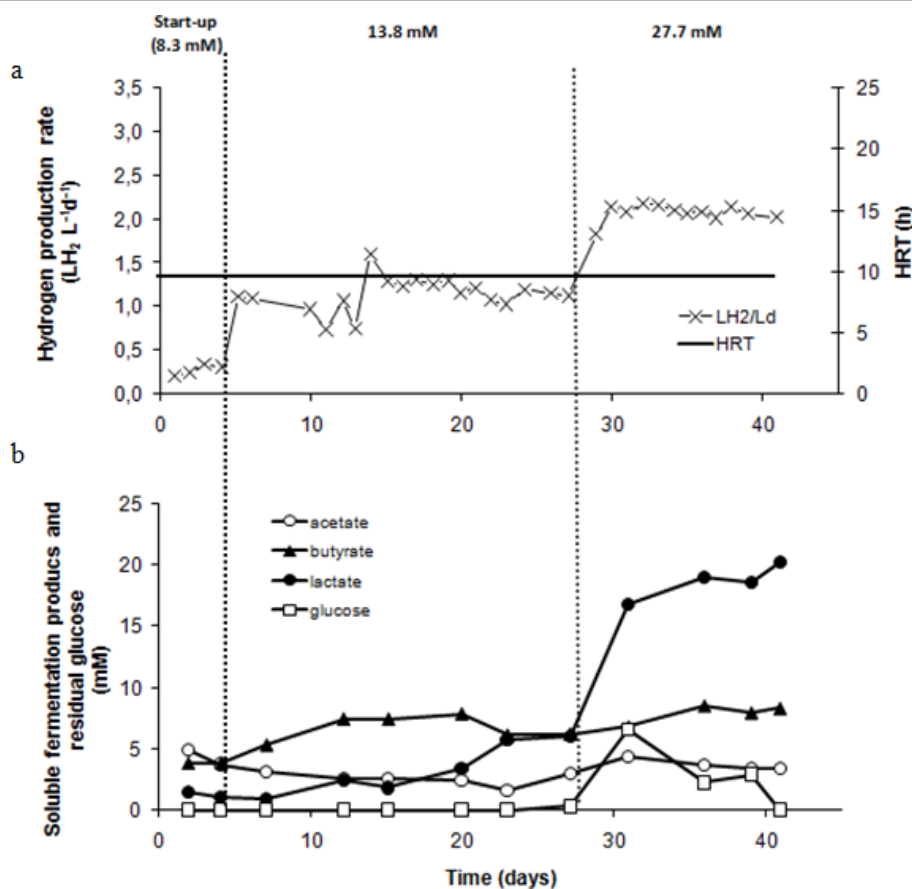 Start-up
(8.3 mM)
13.8 mM
27.7 mM
a
3,5
3,0
2,5
2,0
1,5
1,0
0,5
0,0
Hydrogen production rate
(LH₂ L⁻¹d⁻¹)
25
20
15
10
5
0
HRT (h)
LH2/Ld
HRT
0
10
20
30
40
b
25
20
15
10
5
0
Soluble fermentation producs and
residual glucose
(mM)
acetate
butyrate
lactate
glucose
0
10
20
30
40
Time (days)